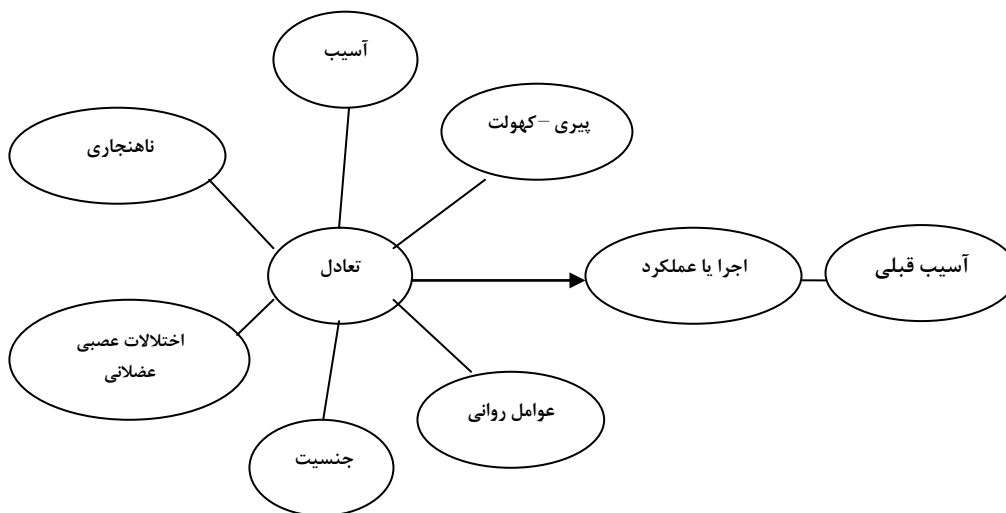 آسیب
پیری – کهولت
ناهنجاری
تعادل
اجرا یا عملکرد
آسیب قبلی
اختلالات عصبی
عضلانی
عوامل روانی
جنسیت